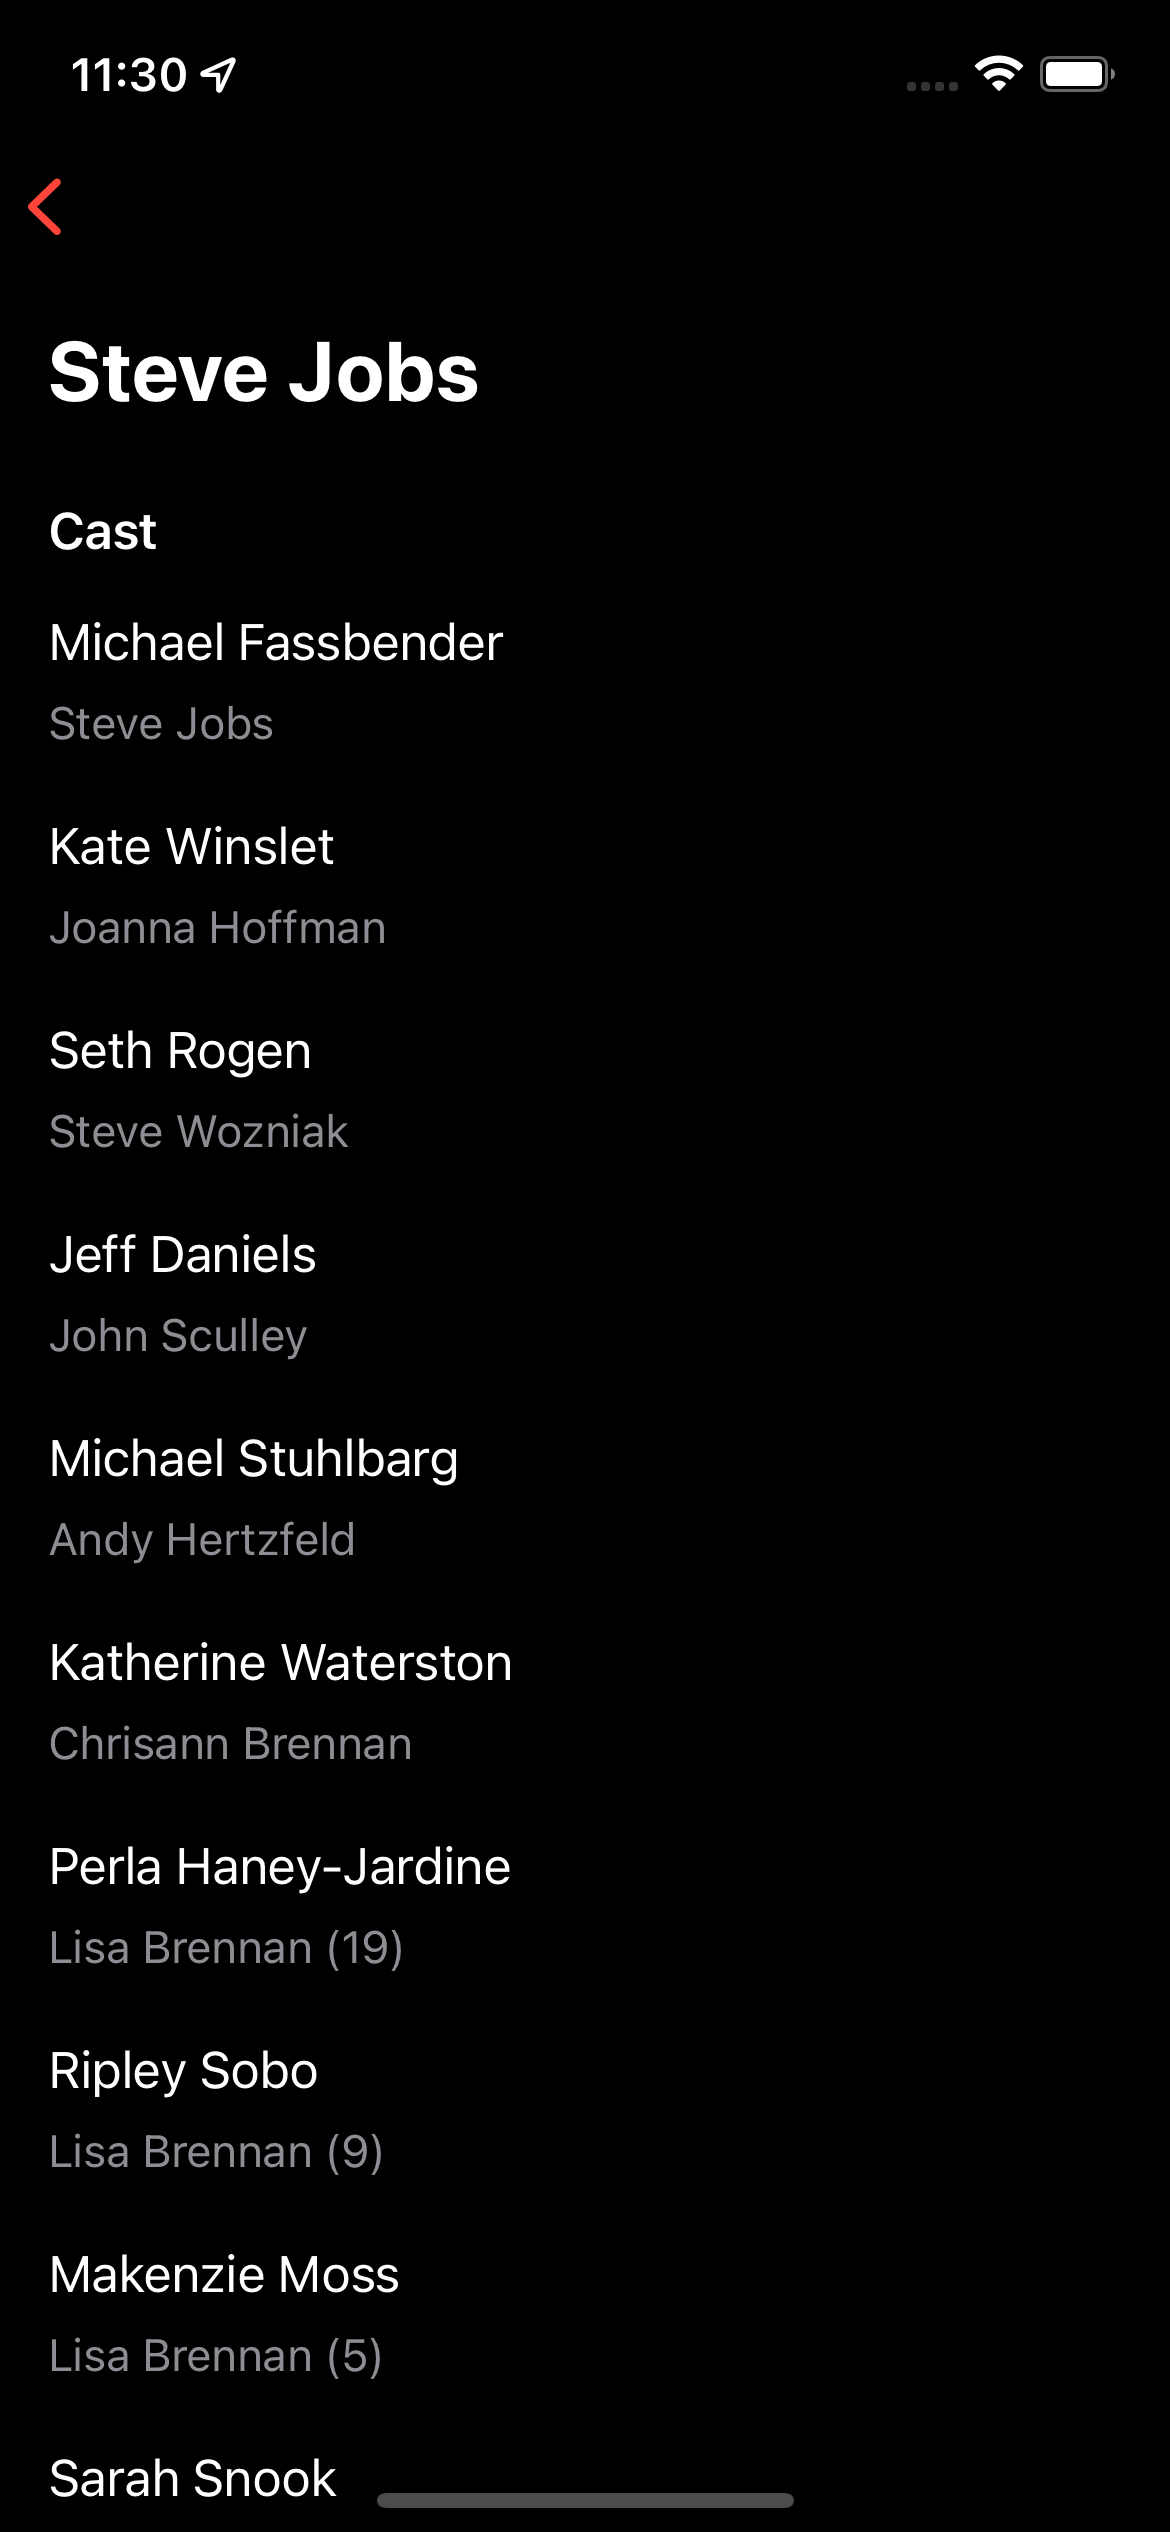 11:30
Steve Jobs
Cast
Michael Fassbender
Steve Jobs
Kate Winslet
Joanna Hoffman
Seth Rogen
Steve Wozniak
Jeff Daniels
John Sculley
Michael Stuhlbarg
Andy Hertzfeld
Katherine Waterston
Chrisann Brennan
Perla Haney-Jardine
Lisa Brennan (19)
Ripley Sobo
Lisa Brennan (9)
Makenzie Moss
Lisa Brennan (5)
Sarah Snook